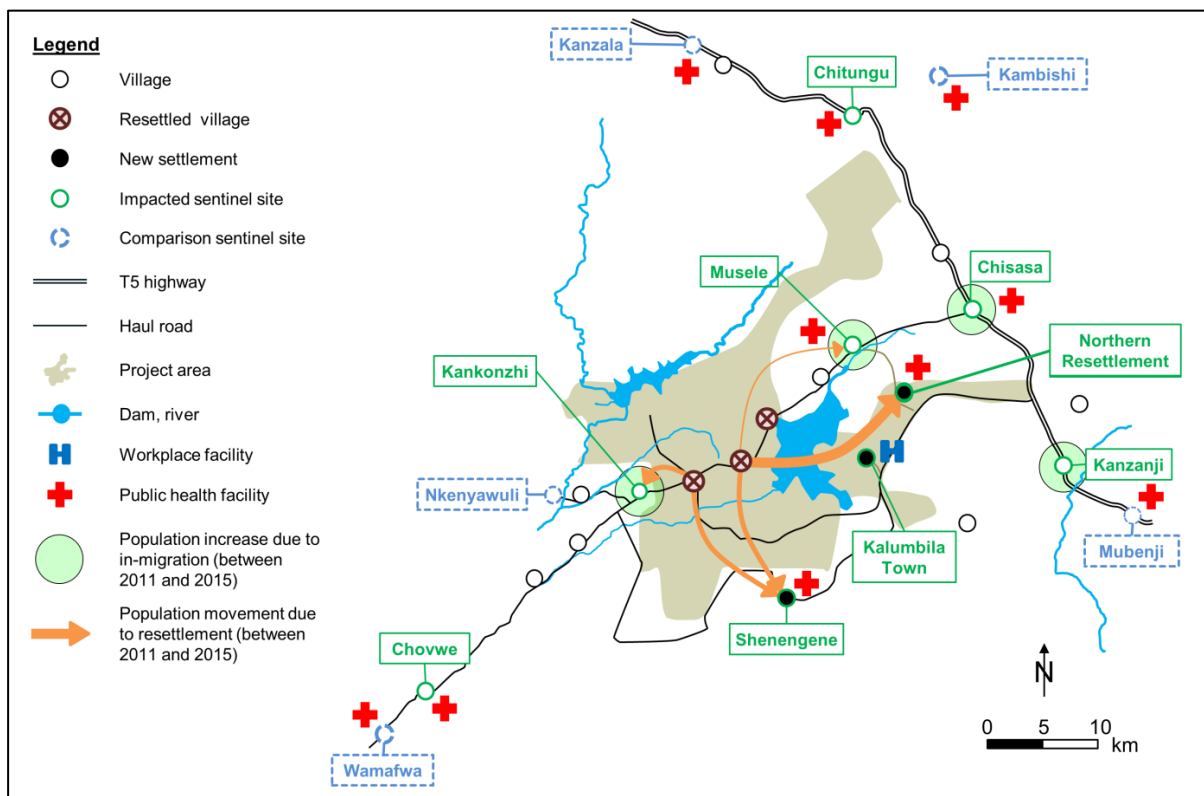 Legend
Village
Resettled village
New settlement
Impacted sentinel site
Comparison sentinel site
T5 highway
Haul road
Project area
Dam, river
H
Workplace facility
Public health facility
Population increase due to
in-migration (between
2011 and 2015)
Population movement due
to resettlement (between
2011 and 2015)
Kanzala
Chitungu
Kambishi
Musele
Chisasa
Northern
Resettlement
Kankonzhi
H
Kanzanji
Nkenyawuli
Kalumbila
Town
Mubenji
Shenengene
Chovwe
Wamafwa
N
0 5 10
km